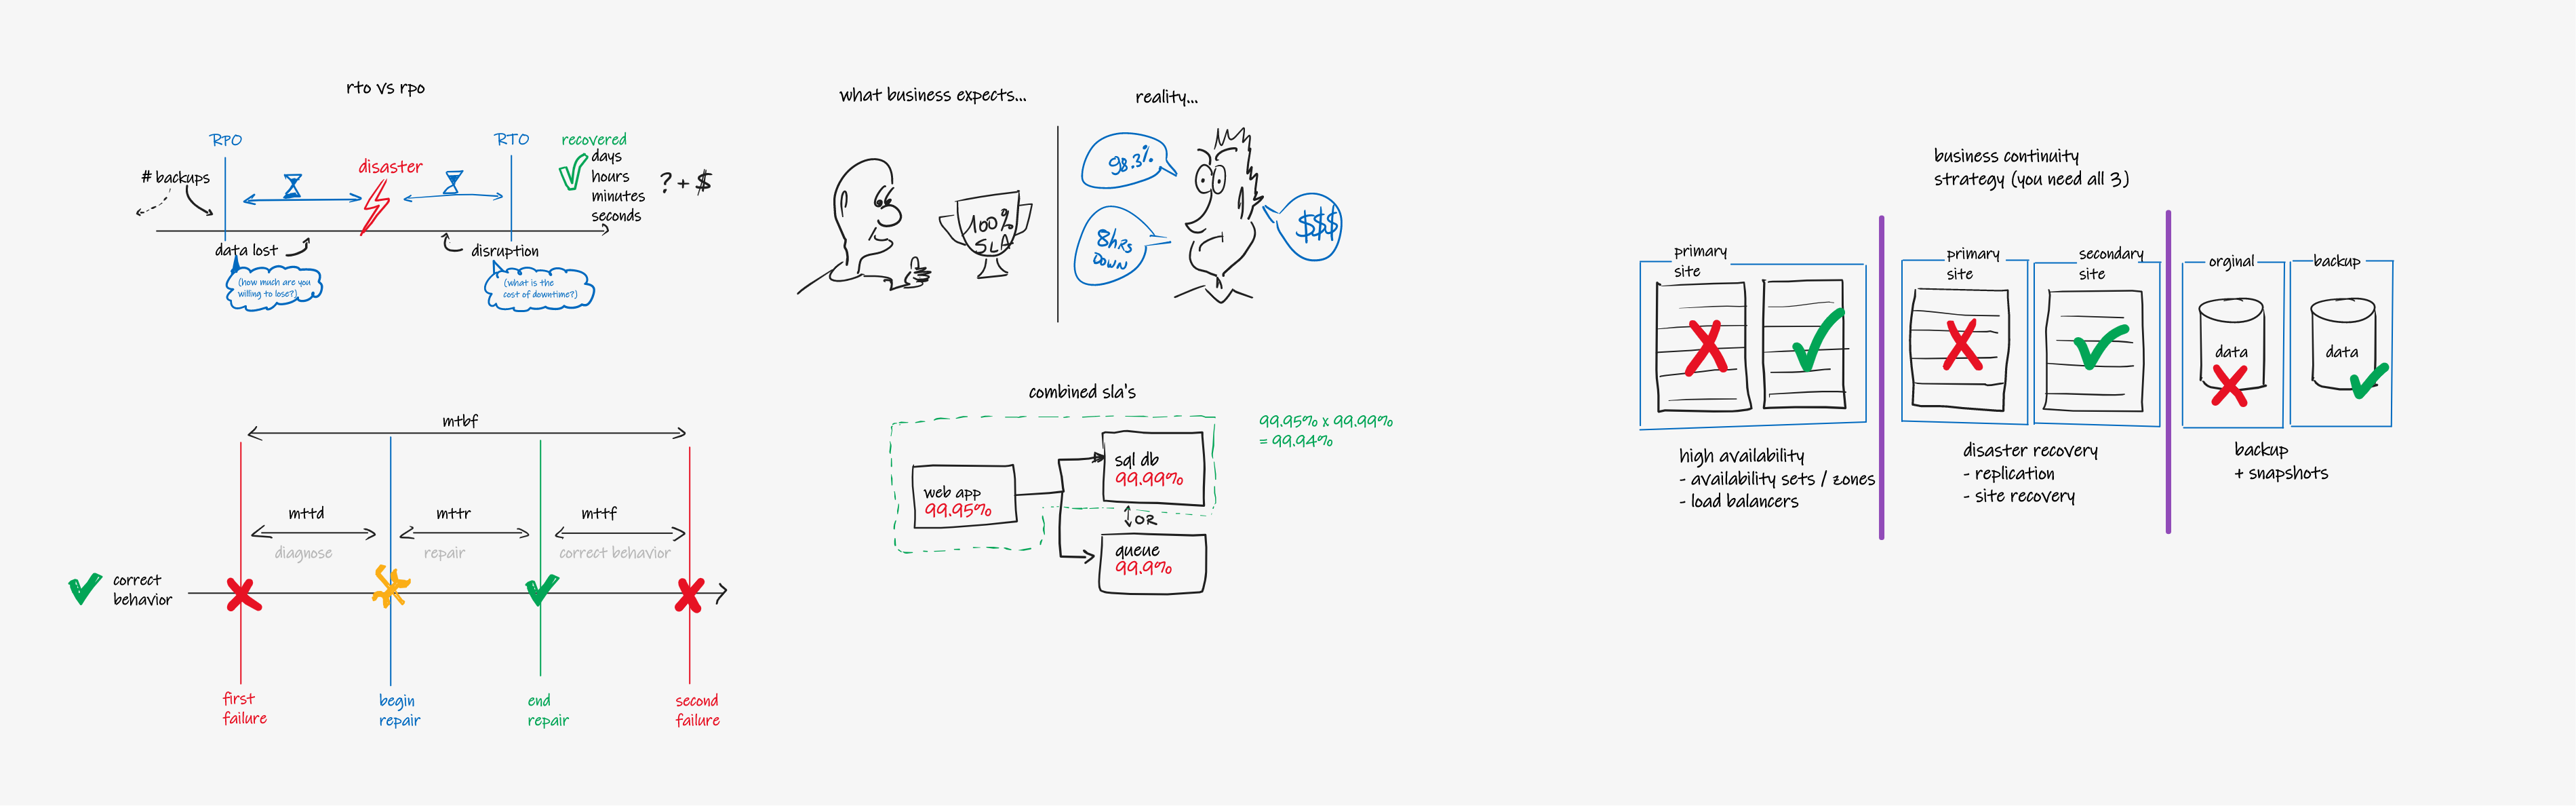 rto vs rpo
RPO
RTO
recovered
disaster
days
hours
minutes
seconds
# backups
? + $
data lost
disruption
(how much are you
willing to lose?)
(what is the
cost of downtime?)
what business expects...
reality...
100%
SLA
98.3%
8hrs
DOWN
$$$
mtbf
mttd
mttr
mttf
diagnose
repair
correct behavior
correct
behavior
first
failure
begin
repair
end
repair
second
failure
combined sla's
99.95% x 99.99%
= 99.94%
web app
99.95%
sql db
99.99%
OR
queue
99.9%
business continuity
strategy (you need all 3)
primary
site
primary
site
secondary
site
orginal
backup
data
data
high availability
- availability sets / zones
- load balancers
disaster recovery
- replication
- site recovery
backup
+ snapshots